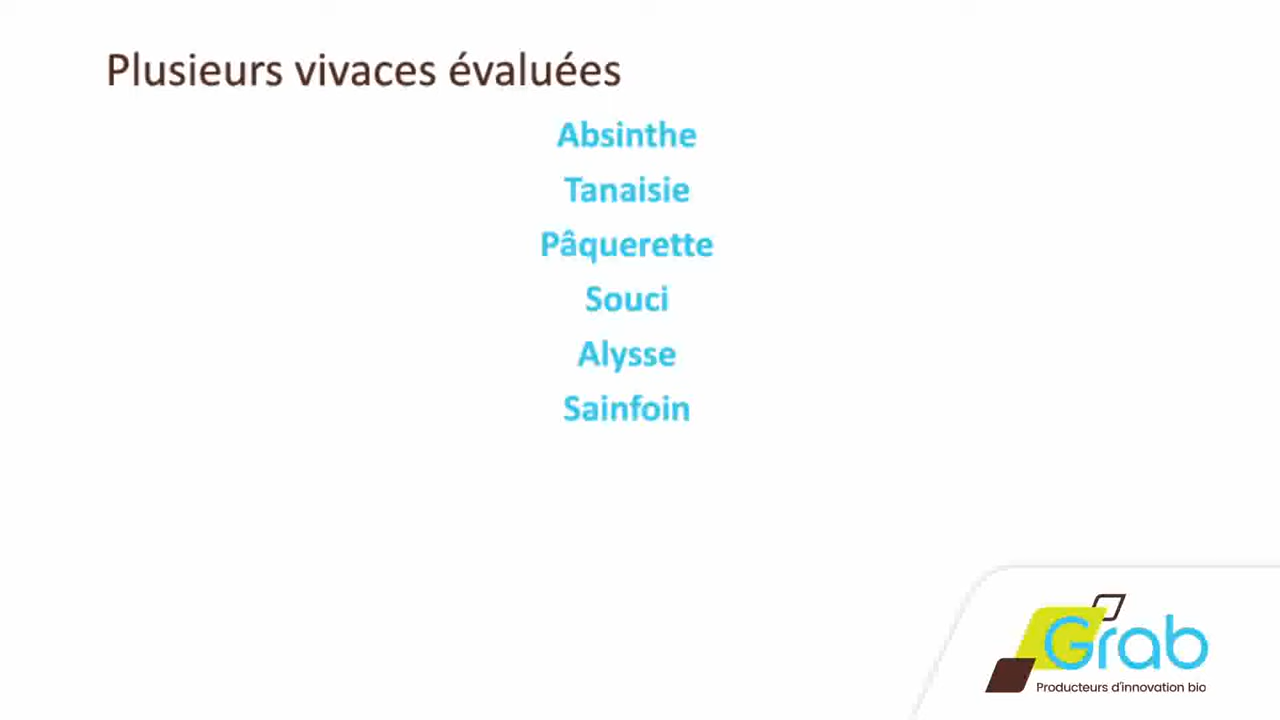 Plusieurs vivaces évaluées
Absinthe
Tanaisie
Pâquerette
Souci
Alysse
Sainfoin
Grab
Producteurs d'innovation bio